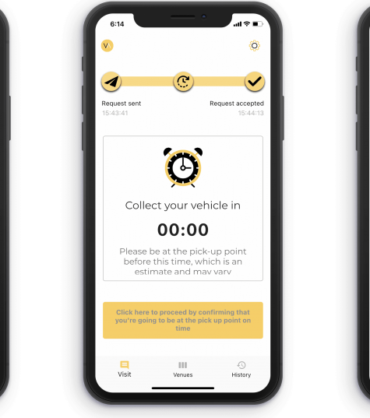 6:14
V
Request sent
Request accepted
15:43:41
15:44:13
Collect your vehicle in
00:00
Please be at the pick-up point
before this time, which is an
estimate and may vary
Click here to proceed by confirming that
you're going to be at the pick up point on
time
Visit
Venues
History